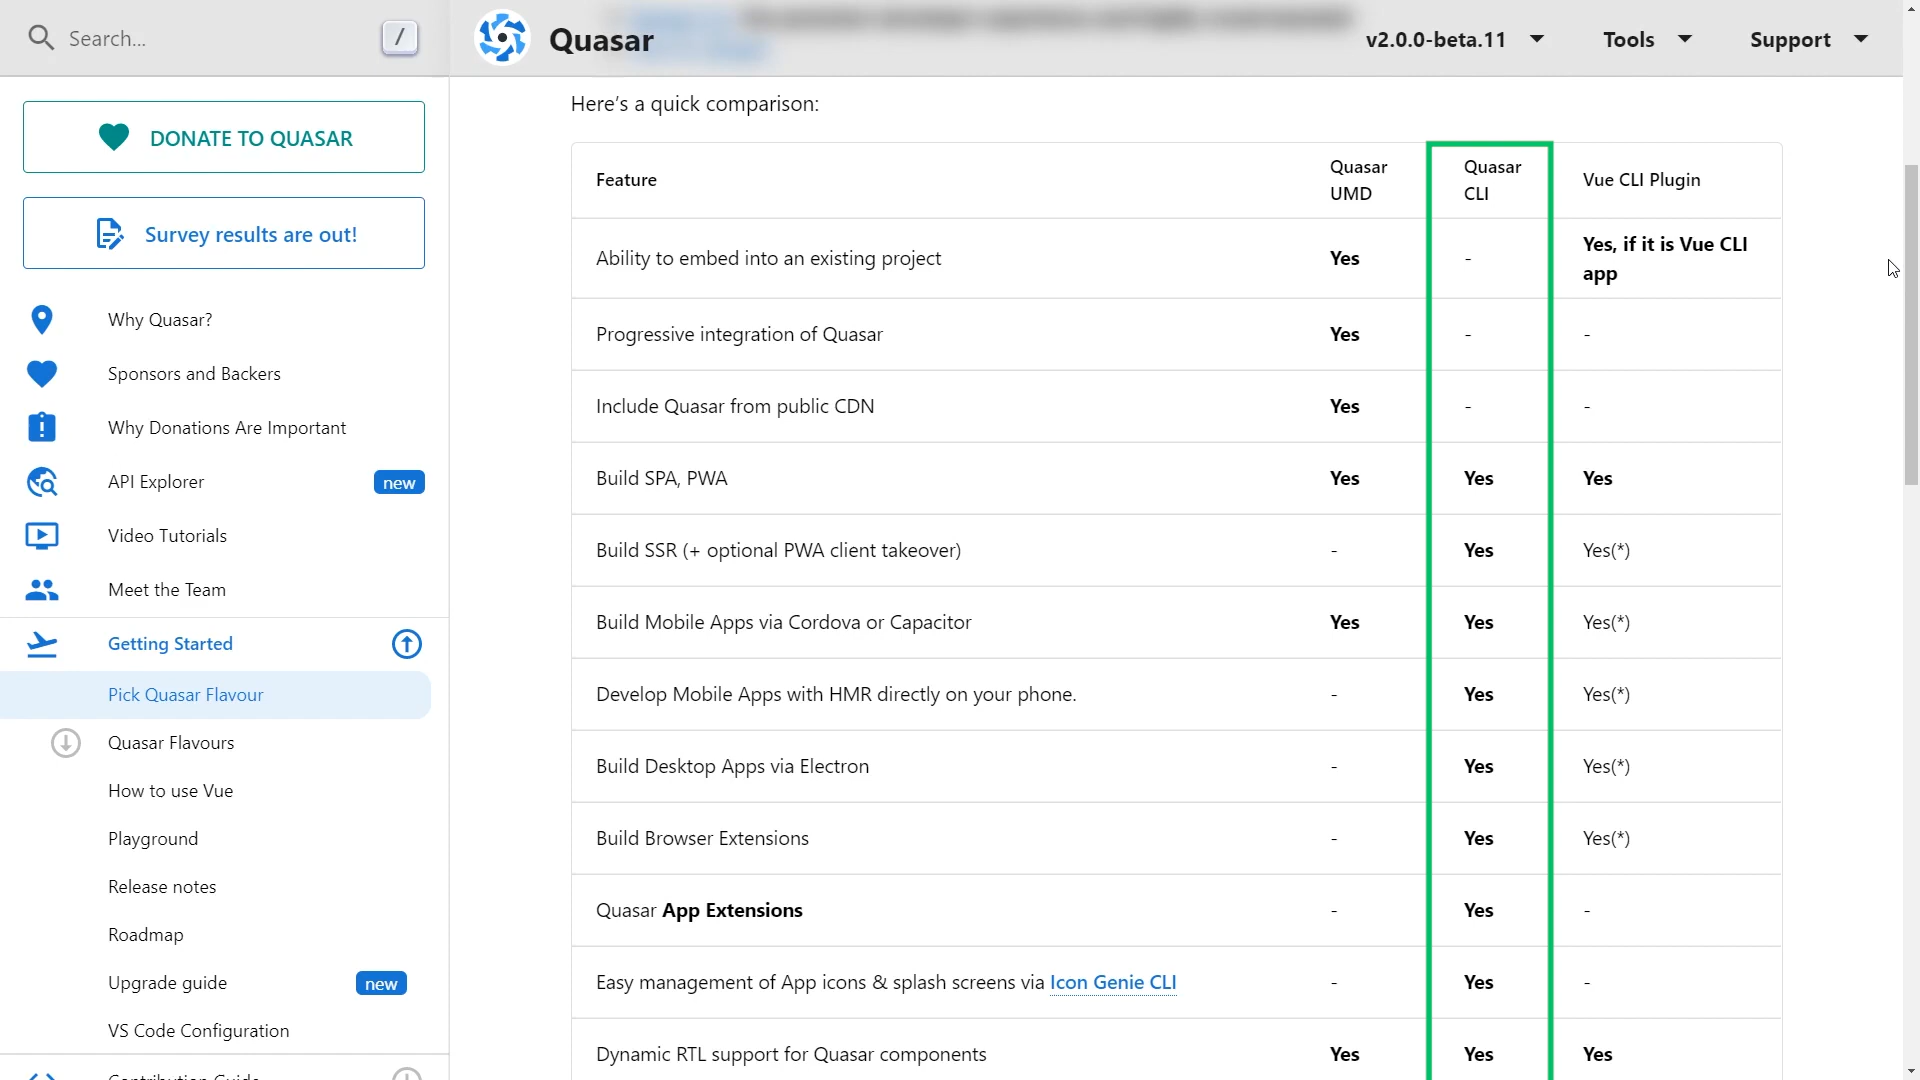 Search...
/
Quasar
v2.0.0-beta.11
Tools
Support
DONATE TO QUASAR
Survey results are out!
Why Quasar?
Sponsors and Backers
Why Donations Are Important
API Explorer
new
Video Tutorials
Meet the Team
Getting Started
Pick Quasar Flavour
Quasar Flavours
How to use Vue
Playground
Release notes
Roadmap
Upgrade guide
new
VS Code Configuration
Contribution Guide
Here's a quick comparison:
Feature
Quasar
UMD
Quasar
CLI
Vue CLI Plugin
Ability to embed into an existing project
Yes
-
Yes, if it is Vue CLI
app
Progressive integration of Quasar
Yes
-
-
Include Quasar from public CDN
Yes
-
-
Build SPA, PWA
Yes
Yes
Yes
Build SSR (+ optional PWA client takeover)
-
Yes
Yes(*)
Build Mobile Apps via Cordova or Capacitor
Yes
Yes
Yes(*)
Develop Mobile Apps with HMR directly on your phone.
-
Yes
Yes(*)
Build Desktop Apps via Electron
-
Yes
Yes(*)
Build Browser Extensions
-
Yes
Yes(*)
Quasar App Extensions
-
Yes
-
Easy management of App icons & splash screens via Icon Genie CLI
-
Yes
-
Dynamic RTL support for Quasar components
Yes
Yes
Yes